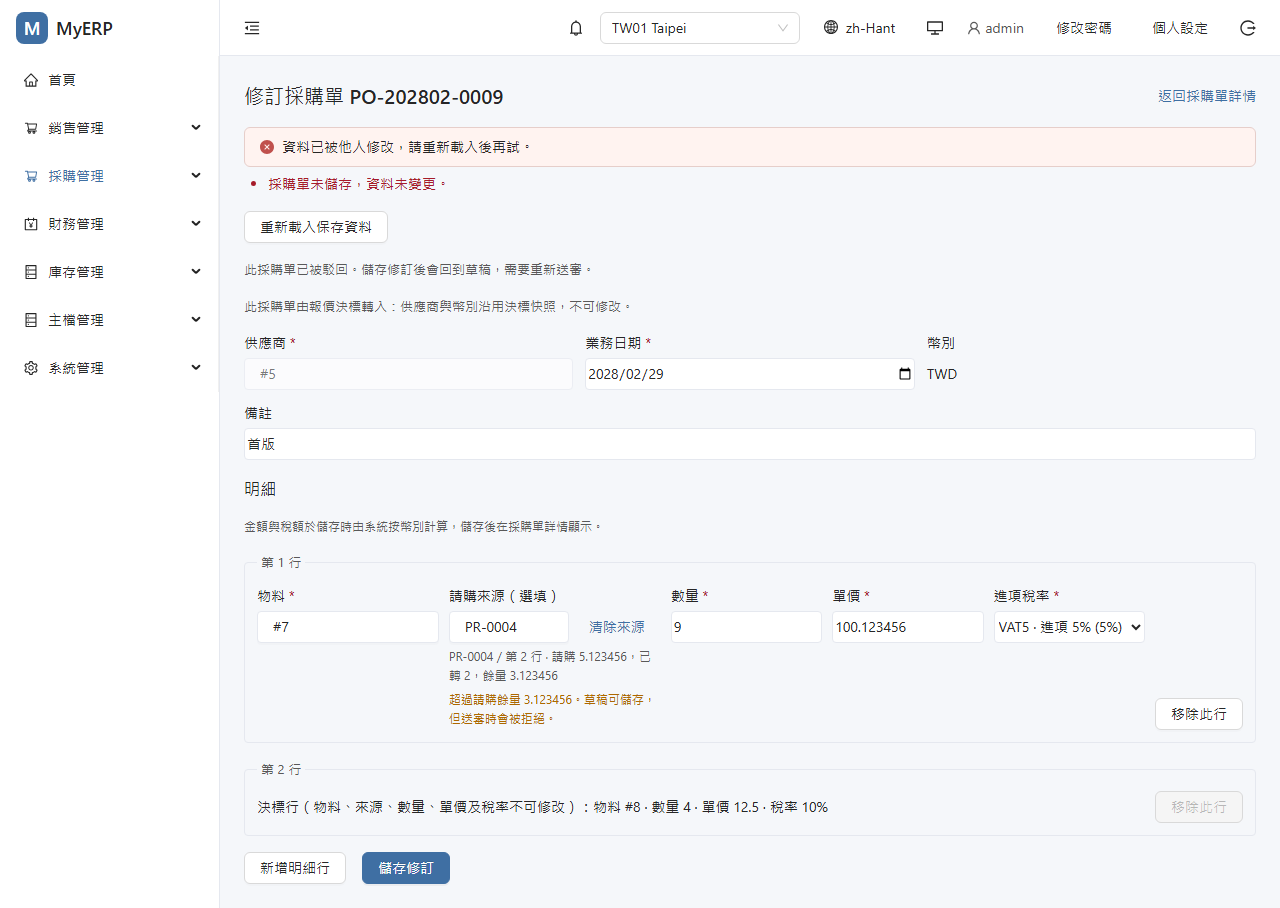 M MyERP
TW01 Taipei
zh-Hant
admin
修改密碼
個人設定
首頁
銷售管理
採購管理
財務管理
庫存管理
主檔管理
系統管理
修訂採購單 PO-202802-0009
返回採購單詳情
資料已被他人修改，請重新載入後再試。
採購單未儲存，資料未變更。
重新載入保存資料
此採購單已被駁回。儲存修訂後會回到草稿，需要重新送審。
此採購單由報價決標轉入：供應商與幣別沿用決標快照，不可修改。
供應商 * 業務日期 * 幣別
#5 2028/02/29 TWD
備註
首版
明細
金額與稅額於儲存時由系統按幣別計算，儲存後在採購單詳情顯示。
第 1 行
物料 * 請購來源（選填） 數量 * 單價 * 進項稅率 *
#7 PR-0004 清除來源 9 100.123456 VAT5 · 進項 5% (5%)
PR-0004 / 第 2 行 · 請購 5.123456，已
轉 2，餘量 3.123456
超過請購餘量 3.123456。草稿可儲存，
但送審時會被拒絕。
移除此行
第 2 行
決標行（物料、來源、數量、單價及稅率不可修改）：物料 #8 · 數量 4 · 單價 12.5 · 稅率 10%
移除此行
新增明細行 儲存修訂